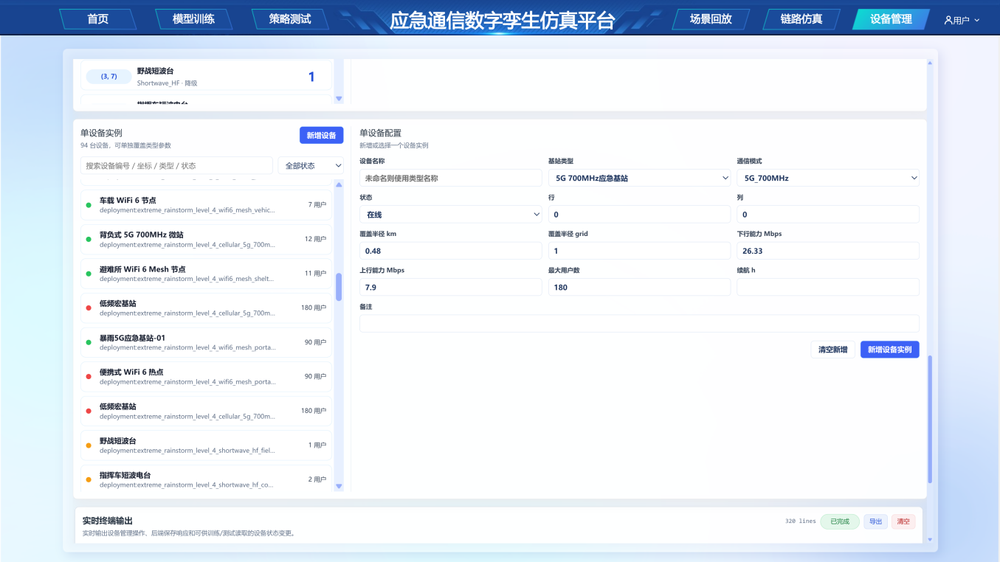 首页
模型训练
策略测试
应急通信数字孪生仿真平台
场景回放
链路仿真
设备管理
用户
(3, 7)
野战短波台
Shortwave_HF · 降级
1
指挥车短波电台
单设备实例
94 台设备，可单独覆盖类型参数
新增设备
搜索设备编号 / 坐标 / 类型 / 状态
全部状态
车载 WiFi 6 节点
deployment:extreme_rainstorm_level_4_wifi6_mesh_vehic...
7 用户
背负式 5G 700MHz 微站
deployment:extreme_rainstorm_level_4_cellular_5g_700m...
12 用户
避难所 WiFi 6 Mesh 节点
deployment:extreme_rainstorm_level_4_wifi6_mesh_shelt...
11 用户
低频宏基站
deployment:extreme_rainstorm_level_4_cellular_5g_700m...
180 用户
暴雨5G应急基站-01
deployment:extreme_rainstorm_level_4_wifi6_mesh_porta...
90 用户
便携式 WiFi 6 热点
deployment:extreme_rainstorm_level_4_wifi6_mesh_porta...
90 用户
低频宏基站
deployment:extreme_rainstorm_level_4_cellular_5g_700m...
180 用户
野战短波台
deployment:extreme_rainstorm_level_4_shortwave_hf_fiel...
1 用户
指挥车短波电台
deployment:extreme_rainstorm_level_4_shortwave_hf_co...
2 用户
单设备配置
新增或选择一个设备实例
设备名称
基站类型
通信模式
未命名则使用类型名称
5G 700MHz应急基站
5G_700MHz
状态
行
列
在线
0
0
覆盖半径 km
覆盖半径 grid
下行能力 Mbps
0.48
1
26.33
上行能力 Mbps
最大用户数
续航 h
7.9
180
备注
清空新增
新增设备实例
实时终端输出
实时输出设备管理操作、后端保存响应和可供训练/测试读取的设备状态变更。
320 lines
已完成
导出
清空